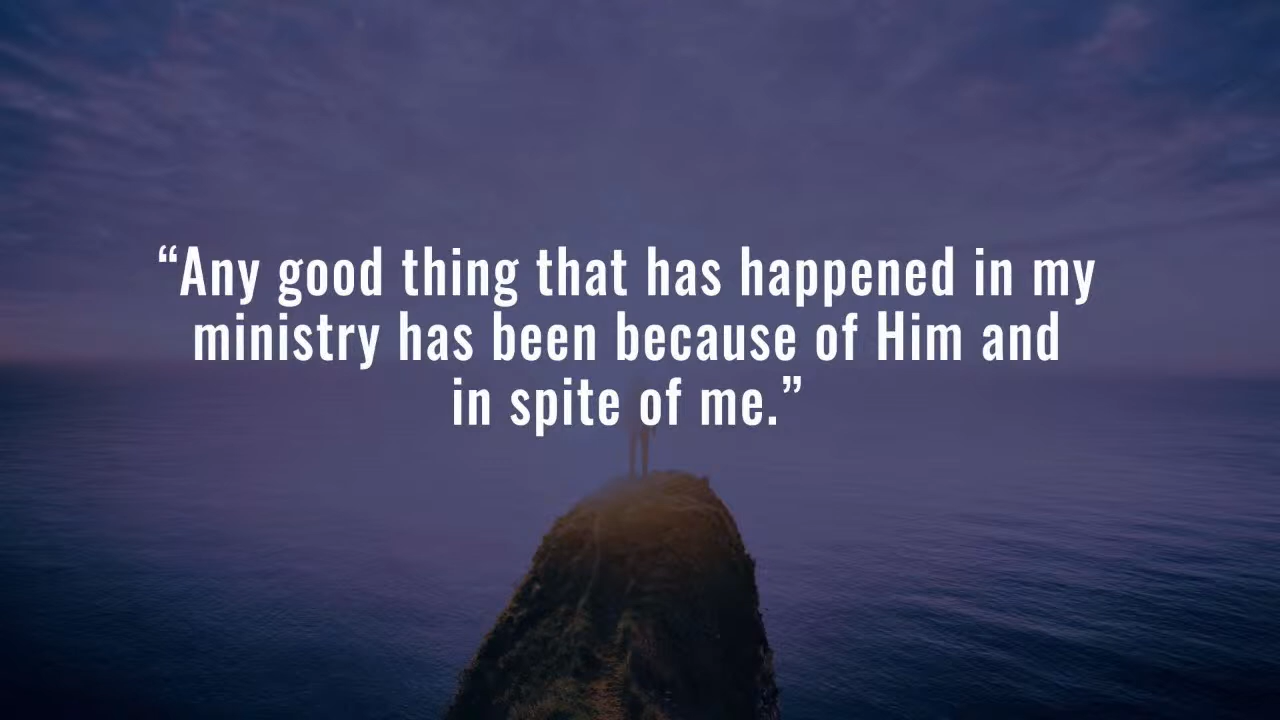 “Any good thing that has happened in my
ministry has been because of Him and
in spite of me.”